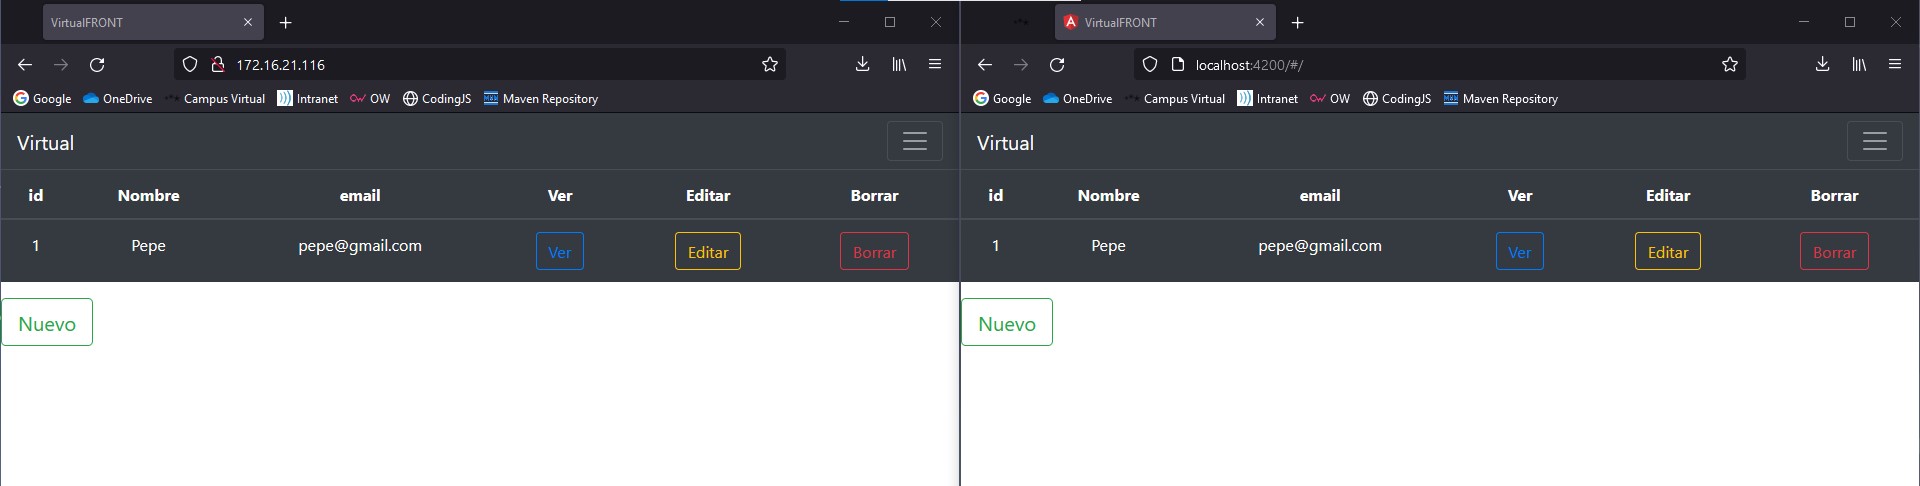 VirtualFRONT
172.16.21.116
Google OneDrive Campus Virtual Intranet OW CodingJS Maven Repository
Virtual
id Nombre email Ver Editar Borrar
1 Pepe pepe@gmail.com Ver Editar Borrar
Nuevo
VirtualFRONT
localhost:4200/#/
Google OneDrive Campus Virtual Intranet OW CodingJS Maven Repository
Virtual
id Nombre email Ver Editar Borrar
1 Pepe pepe@gmail.com Ver Editar Borrar
Nuevo